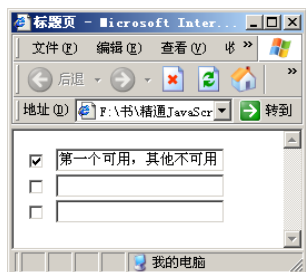 标题页 - Microsoft Inter...
文件(F) 编辑(E) 查看(V) »
后退 »
地址(D) F:\书\精通JavaScr 转到
第一个可用，其他不可用
我的电脑